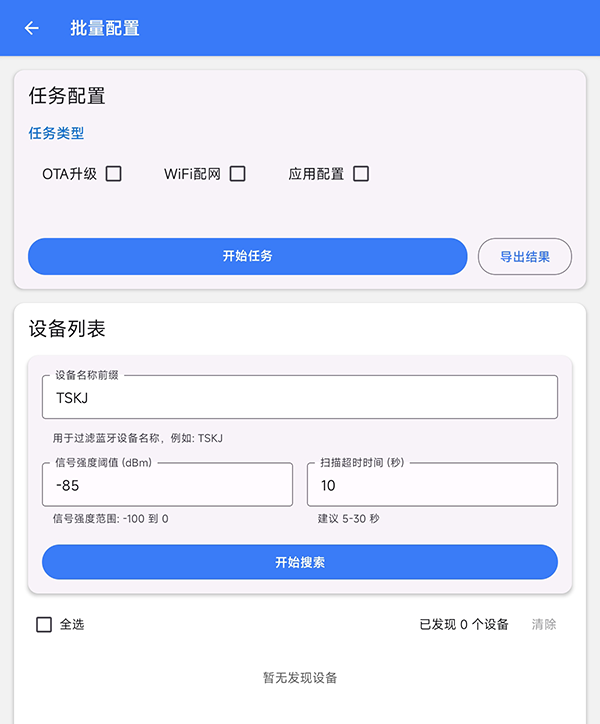 批量配置
任务配置
任务类型
OTA升级 WiFi配网 应用配置
开始任务 导出结果
设备列表
设备名称前缀
TSKJ
用于过滤蓝牙设备名称，例如: TSKJ
信号强度阈值 (dBm) 扫描超时时间 (秒)
-85 10
信号强度范围: -100 到 0 建议 5-30 秒
开始搜索
全选 已发现 0 个设备 清除
暂无发现设备